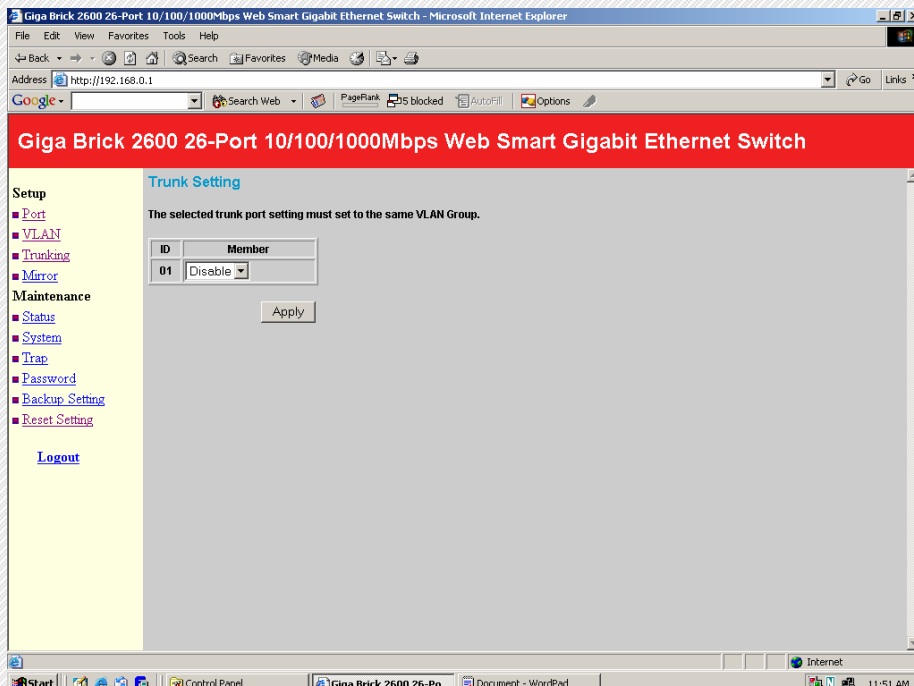 Giga Brick 2600 26-Port 10/100/1000Mbps Web Smart Gigabit Ethernet Switch - Microsoft Internet Explorer
File Edit View Favorites Tools Help
Back Search Favorites Media
Address http://192.168.0.1 Go Links
Google Search Web PageRank 5 blocked AutoFill Options
Giga Brick 2600 26-Port 10/100/1000Mbps Web Smart Gigabit Ethernet Switch
Setup
Port
VLAN
Trunking
Mirror
Maintenance
Status
System
Trap
Password
Backup Setting
Reset Setting
Logout
Trunk Setting
The selected trunk port setting must set to the same VLAN Group.
ID Member
01 Disable
Apply
Internet
Start Control Panel Giga Brick 2600 26-Po... Document - WordPad 11:51 AM